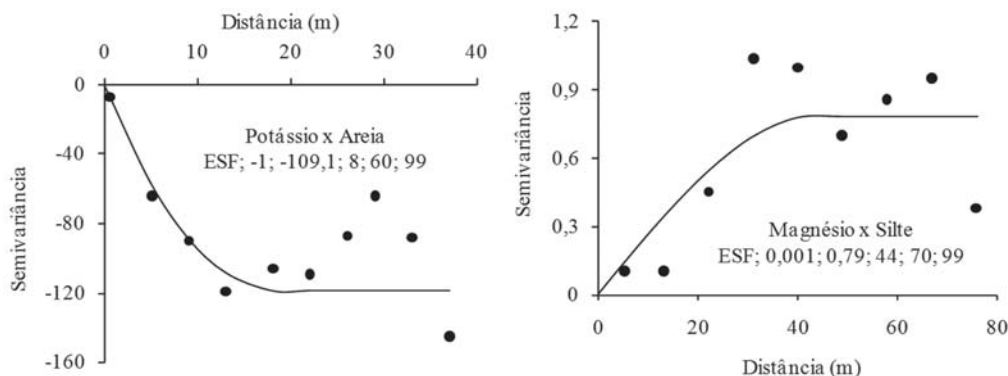 Distância (m)
0 10 20 30 40
0
-40
-80
-120
-160
Semivariância
Potássio x Areia
ESF; -1; -109,1; 8; 60; 99
1,2
0,9
0,6
0,3
0
Semivariância
Magnésio x Silte
ESF; 0,001; 0,79; 44; 70; 99
0 20 40 60 80
Distância (m)